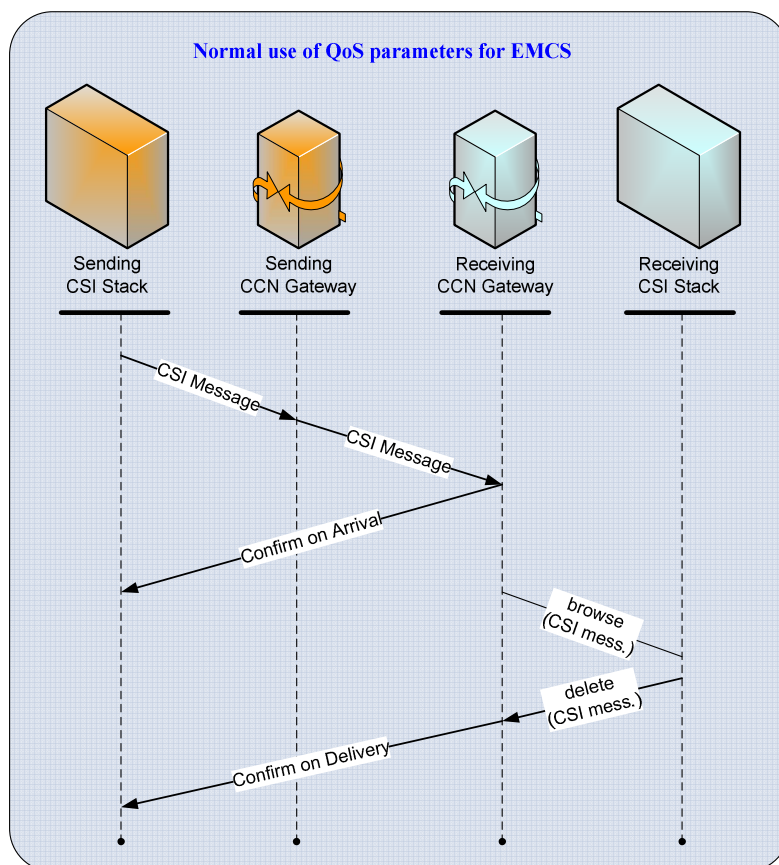 Normal use of QoS parameters for EMCS
Sending
CSI Stack
Sending
CCN Gateway
Receiving
CCN Gateway
Receiving
CSI Stack
CSI Message
CSI Message
Confirm on Arrival
browse
(CSI mess.)
delete
(CSI mess.)
Confirm on Delivery